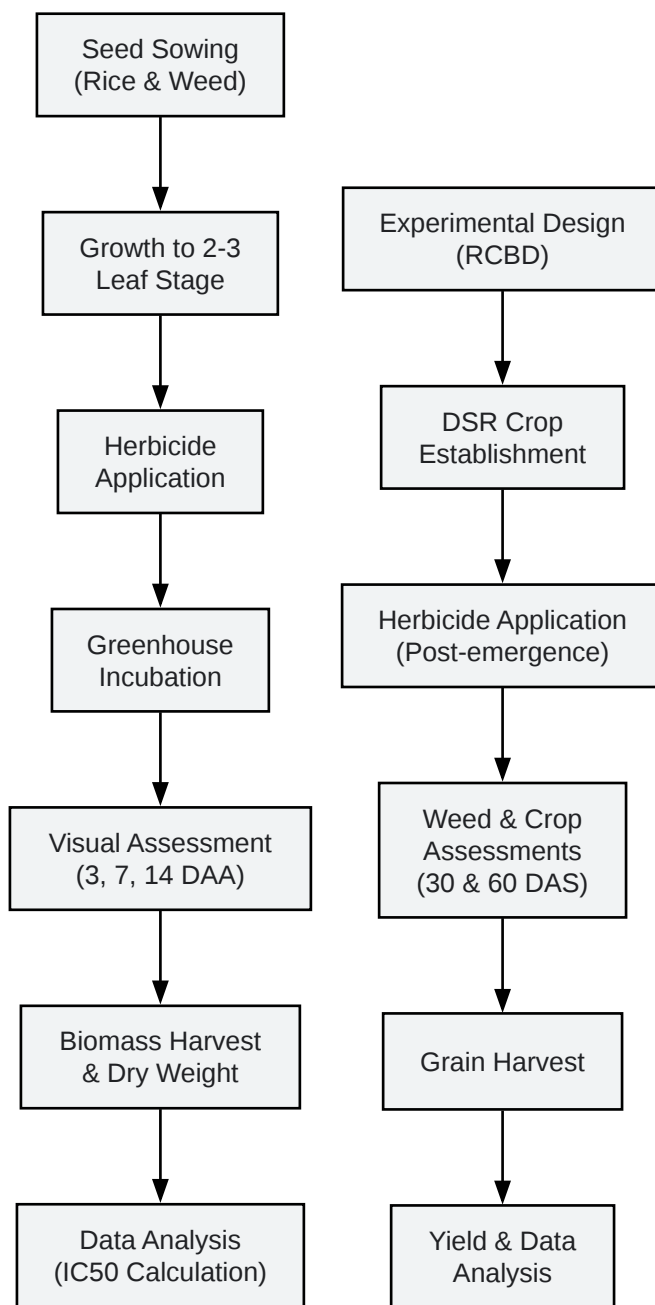 Seed Sowing
(Rice & Weed)
Growth to 2-3
Leaf Stage
Herbicide
Application
Greenhouse
Incubation
Visual Assessment
(3, 7, 14 DAA)
Biomass Harvest
& Dry Weight
Data Analysis
(IC50 Calculation)
Experimental Design
(RCBD)
DSR Crop
Establishment
Herbicide Application
(Post-emergence)
Weed & Crop
Assessments
(30 & 60 DAS)
Grain Harvest
Yield & Data
Analysis